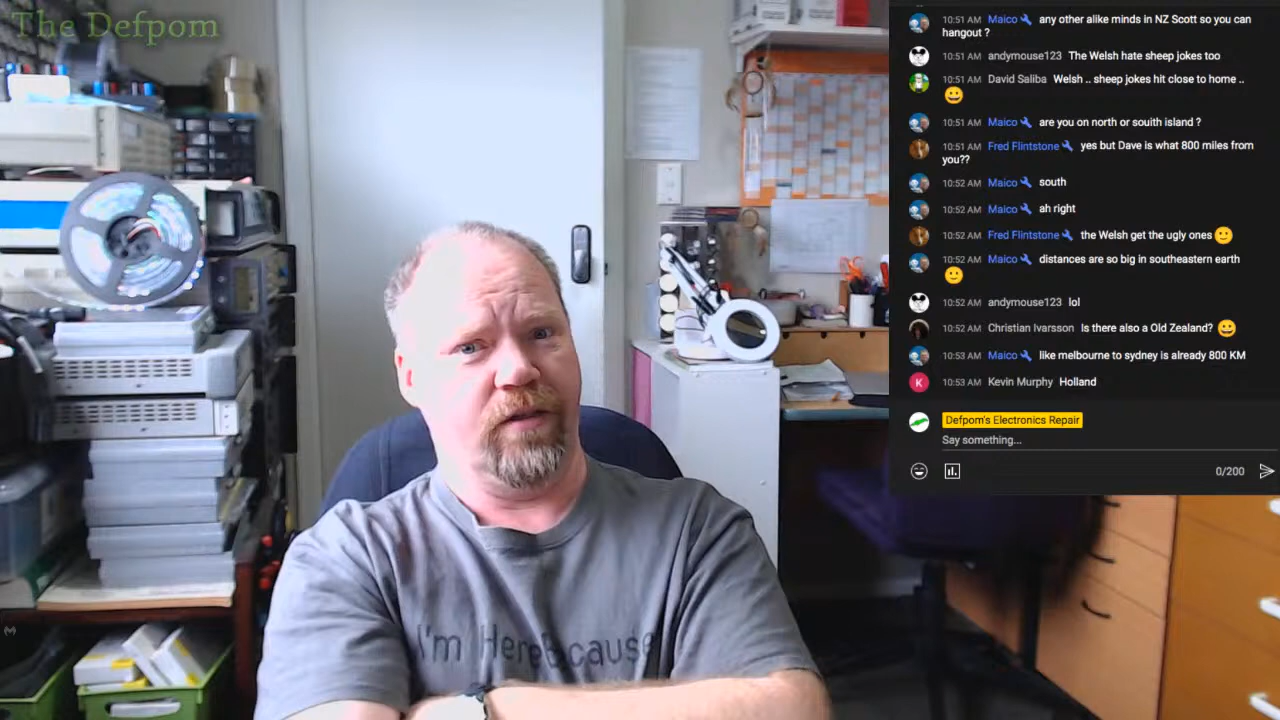 The Defpom
10:51 AM Maico any other alike minds in NZ Scott so you can
hangout ?
10:51 AM andymouse123 The Welsh hate sheep jokes too
10:51 AM David Saliba Welsh .. sheep jokes hit close to home ..
10:51 AM Maico are you on north or souith island ?
10:51 AM Fred Flintstone yes but Dave is what 800 miles from
you??
10:52 AM Maico south
10:52 AM Maico ah right
10:52 AM Fred Flintstone the Welsh get the ugly ones
10:52 AM Maico distances are so big in southeastern earth
10:52 AM andymouse123 lol
10:52 AM Christian Ivarsson Is there also a Old Zealand?
10:53 AM Maico like melbourne to sydney is already 800 KM
K 10:53 AM Kevin Murphy Holland
Defpom's Electronics Repair
Say something...
0/200
I'm Here B cause